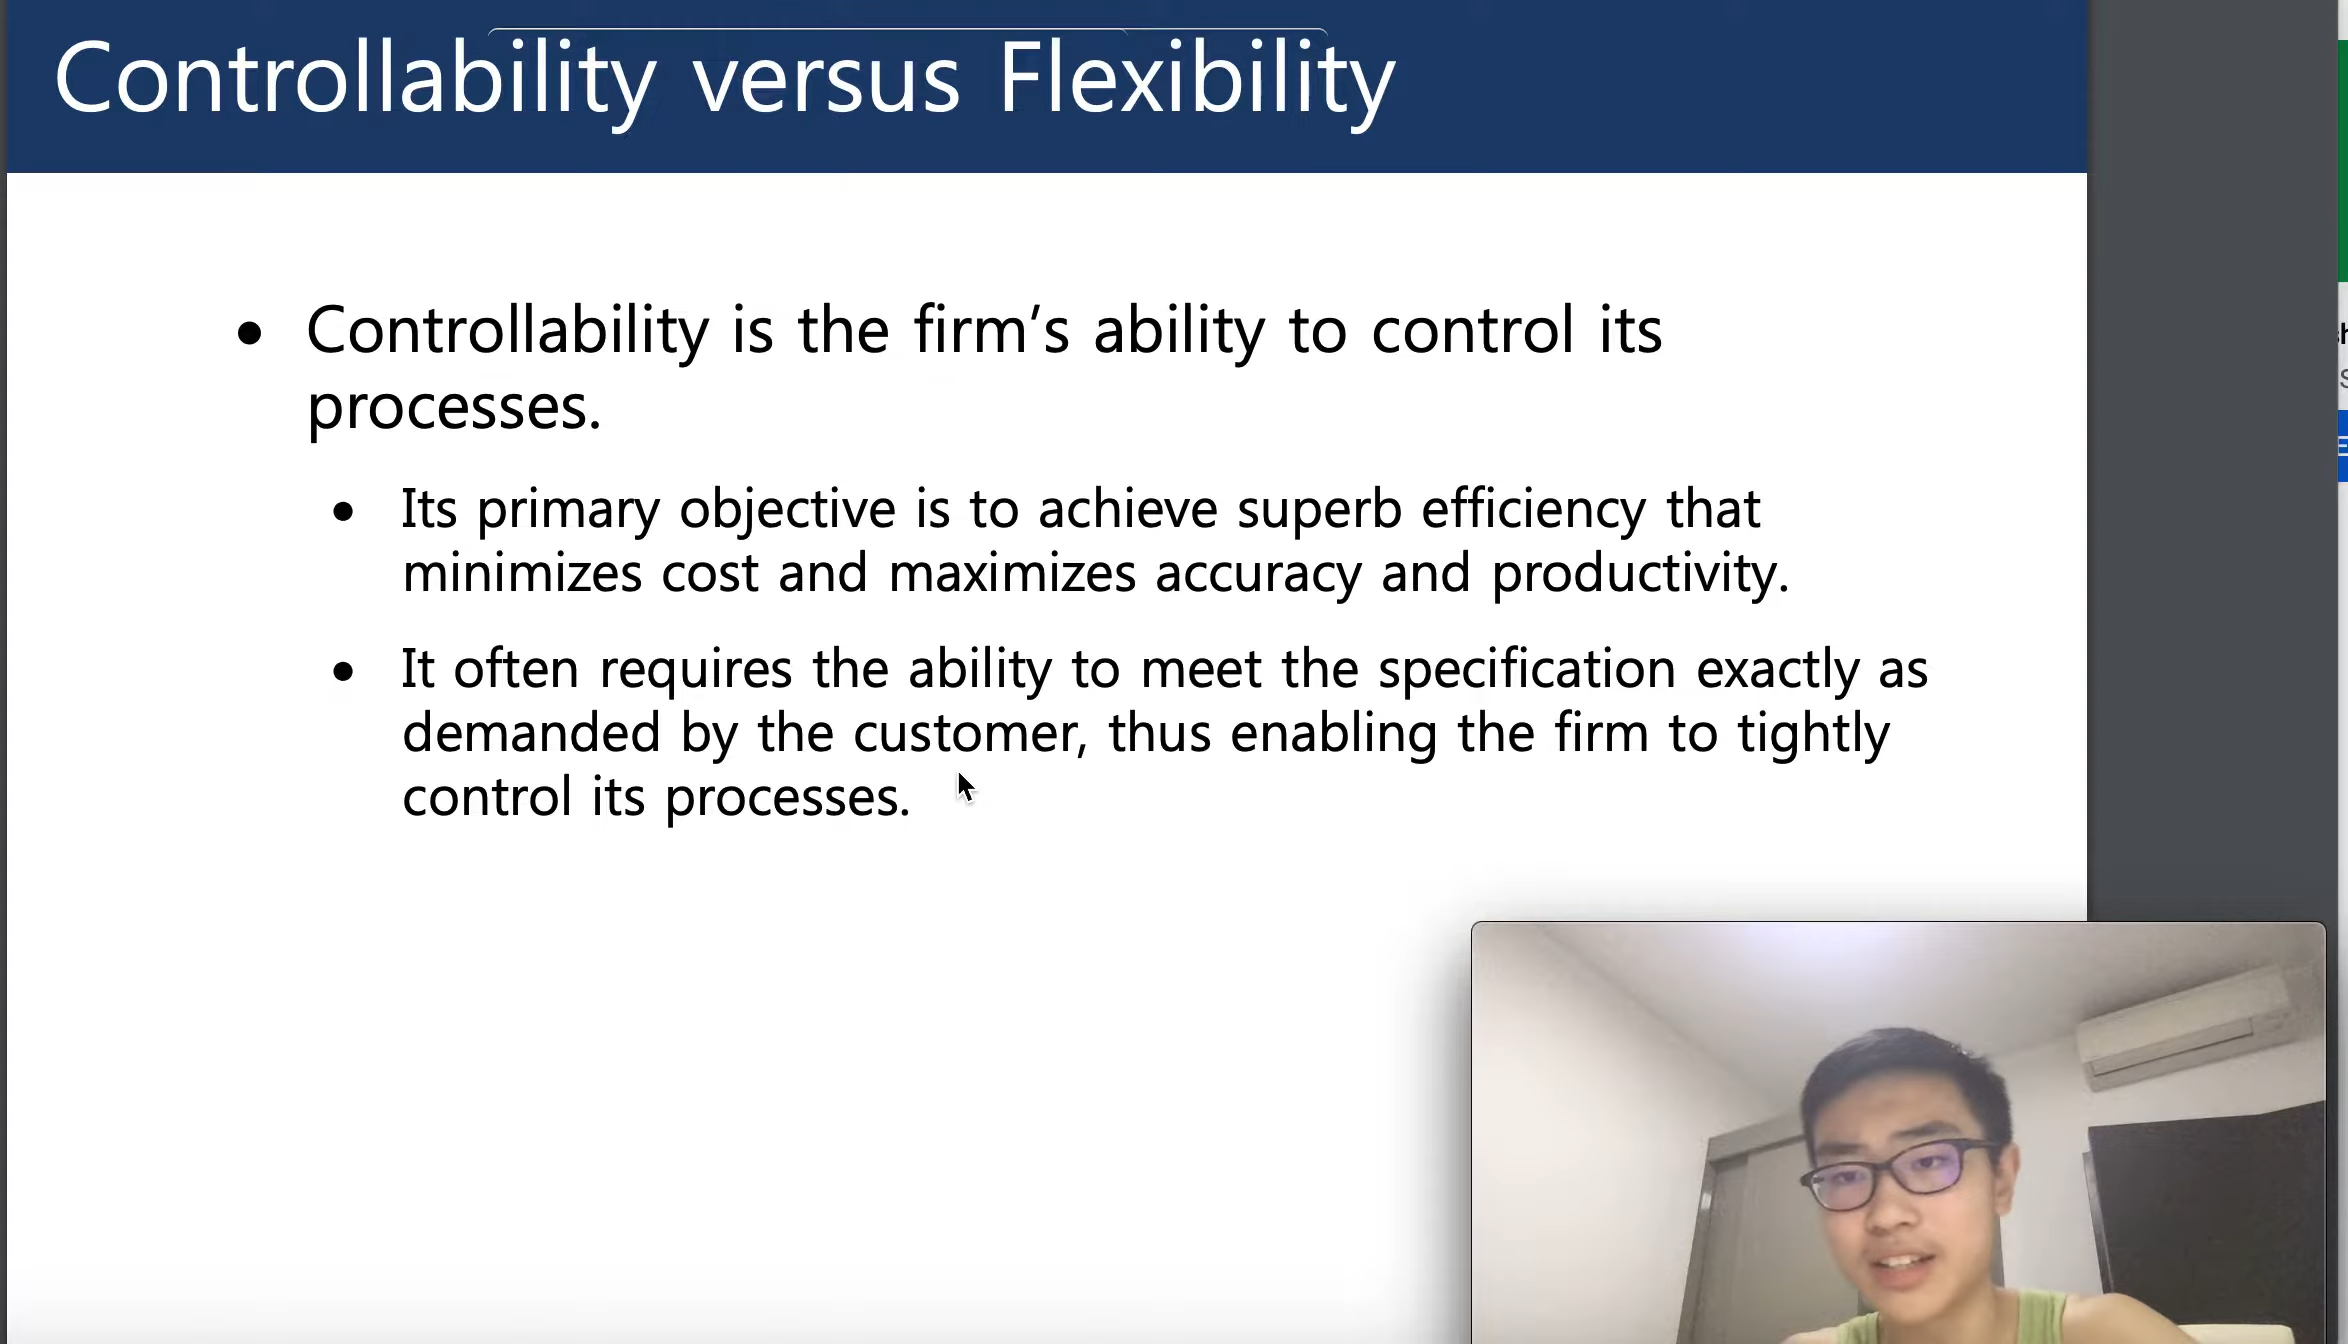 Controllability versus Flexibility
• Controllability is the firm’s ability to control its
processes.
• Its primary objective is to achieve superb efficiency that
minimizes cost and maximizes accuracy and productivity.
• It often requires the ability to meet the specification exactly as
demanded by the customer, thus enabling the firm to tightly
control its processes.